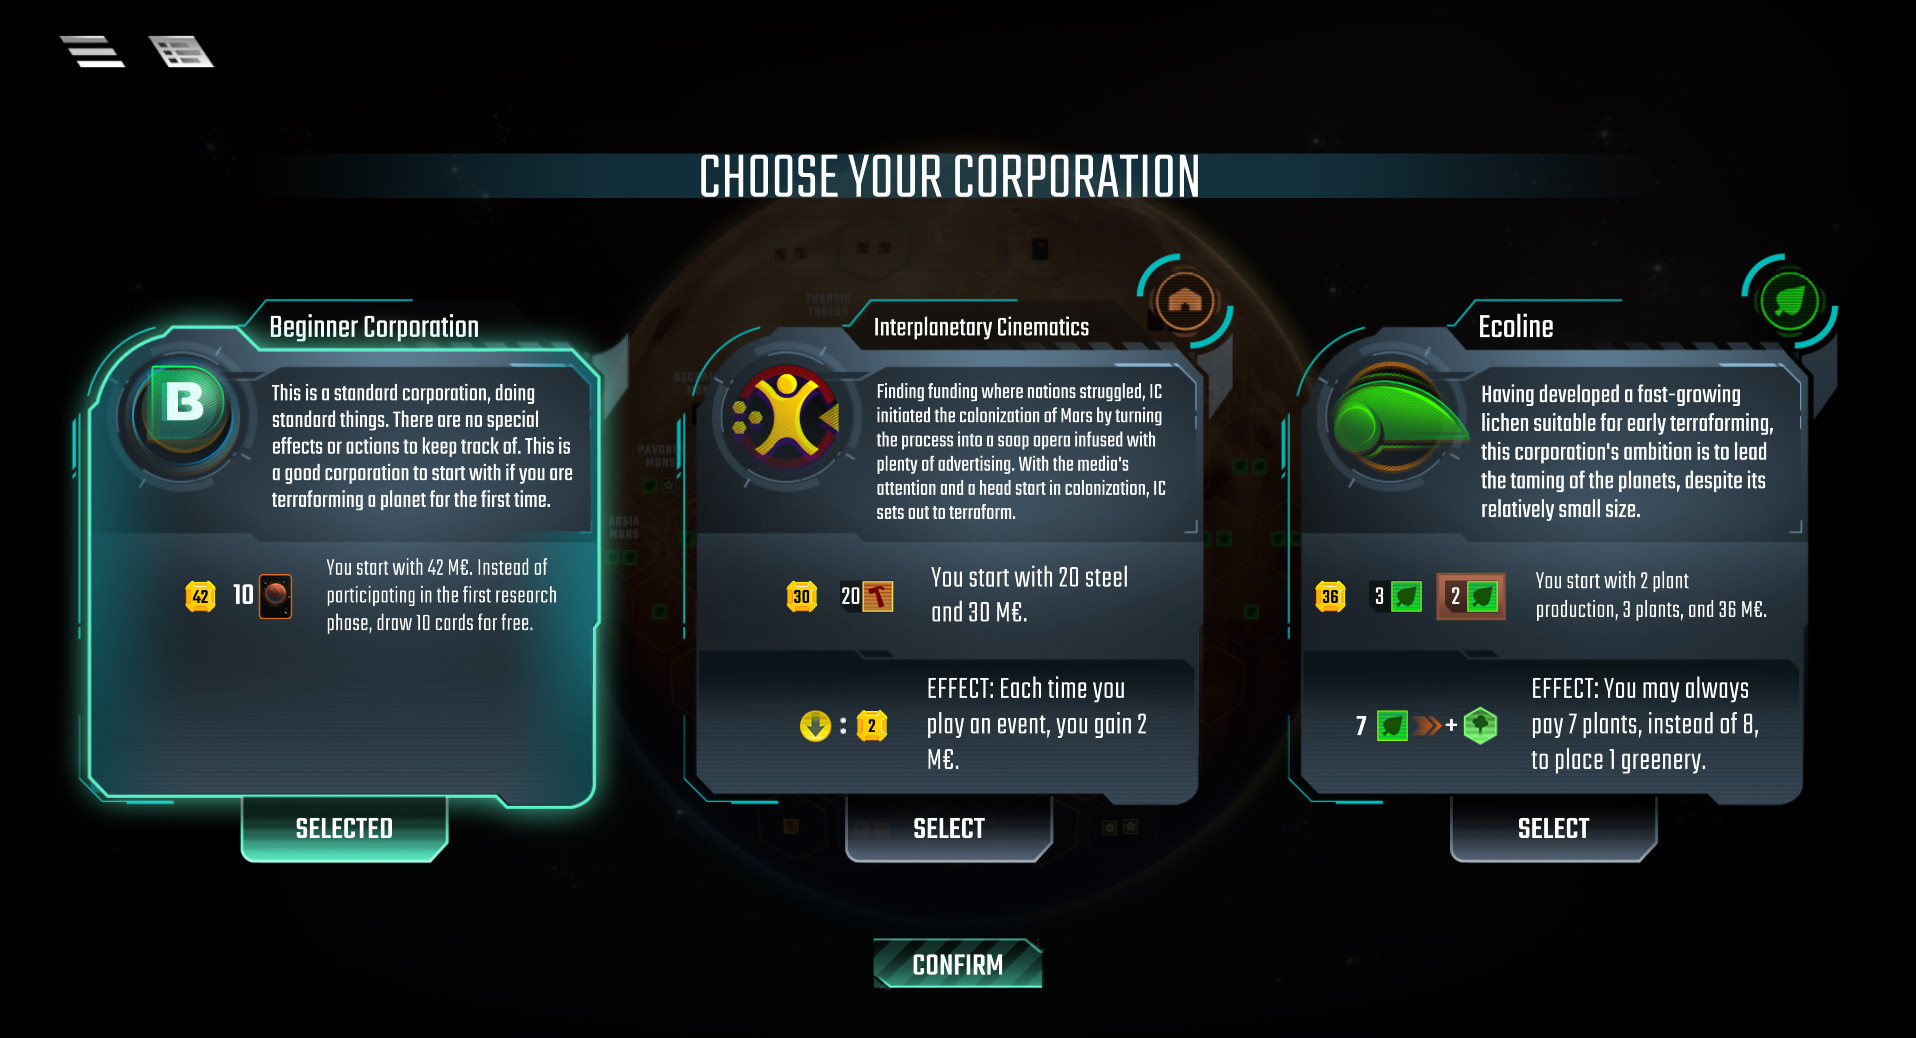 CHOOSE YOUR CORPORATION
Beginner Corporation
B
This is a standard corporation, doing
standard things. There are no special
effects or actions to keep track of. This is
a good corporation to start with if you are
terraforming a planet for the first time.
42 10
You start with 42 M€. Instead of
participating in the first research
phase, draw 10 cards for free.
SELECTED
Interplanetary Cinematics
Finding funding where nations struggled, IC
initiated the colonization of Mars by turning
the process into a soap opera infused with
plenty of advertising. With the media's
attention and a head start in colonization, IC
sets out to terraform.
30 20
You start with 20 steel
and 30 M€.
: 2
EFFECT: Each time you
play an event, you gain 2
M€.
SELECT
Ecoline
Having developed a fast-growing
lichen suitable for early terraforming,
this corporation's ambition is to lead
the taming of the planets, despite its
relatively small size.
36 3 2
You start with 2 plant
production, 3 plants, and 36 M€.
7 +
EFFECT: You may always
pay 7 plants, instead of 8,
to place 1 greenery.
SELECT
CONFIRM
THARSIS
THOLUS
PAVONIS
MONS
ARSIA
MONS